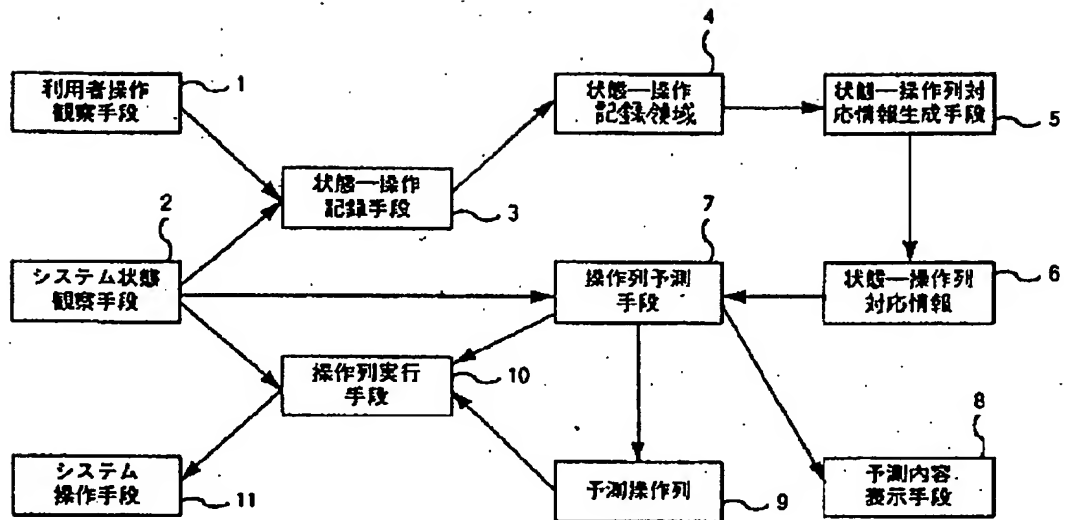 利用者操作
観察手段
1
システム状態
観察手段
2
状態―操作
記録手段
3
状態―操作
記録領域
4
状態―操作列対
応情報生成手段
5
状態―操作列
対応情報
6
操作列予測
手段
7
予測内容
表示手段
8
予測操作列
9
操作列実行
手段
10
システム
操作手段
11